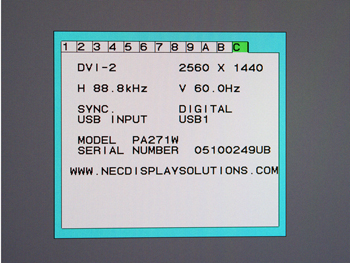 1 2 3 4 5 6 7 8 9 A B C
DVI-2 2560 X 1440
H 88.8kHz V 60.0Hz
SYNC. DIGITAL
USB INPUT USB1
MODEL PA271W
SERIAL NUMBER 05100249UB
WWW.NECDISPLAYSOLUTIONS.COM